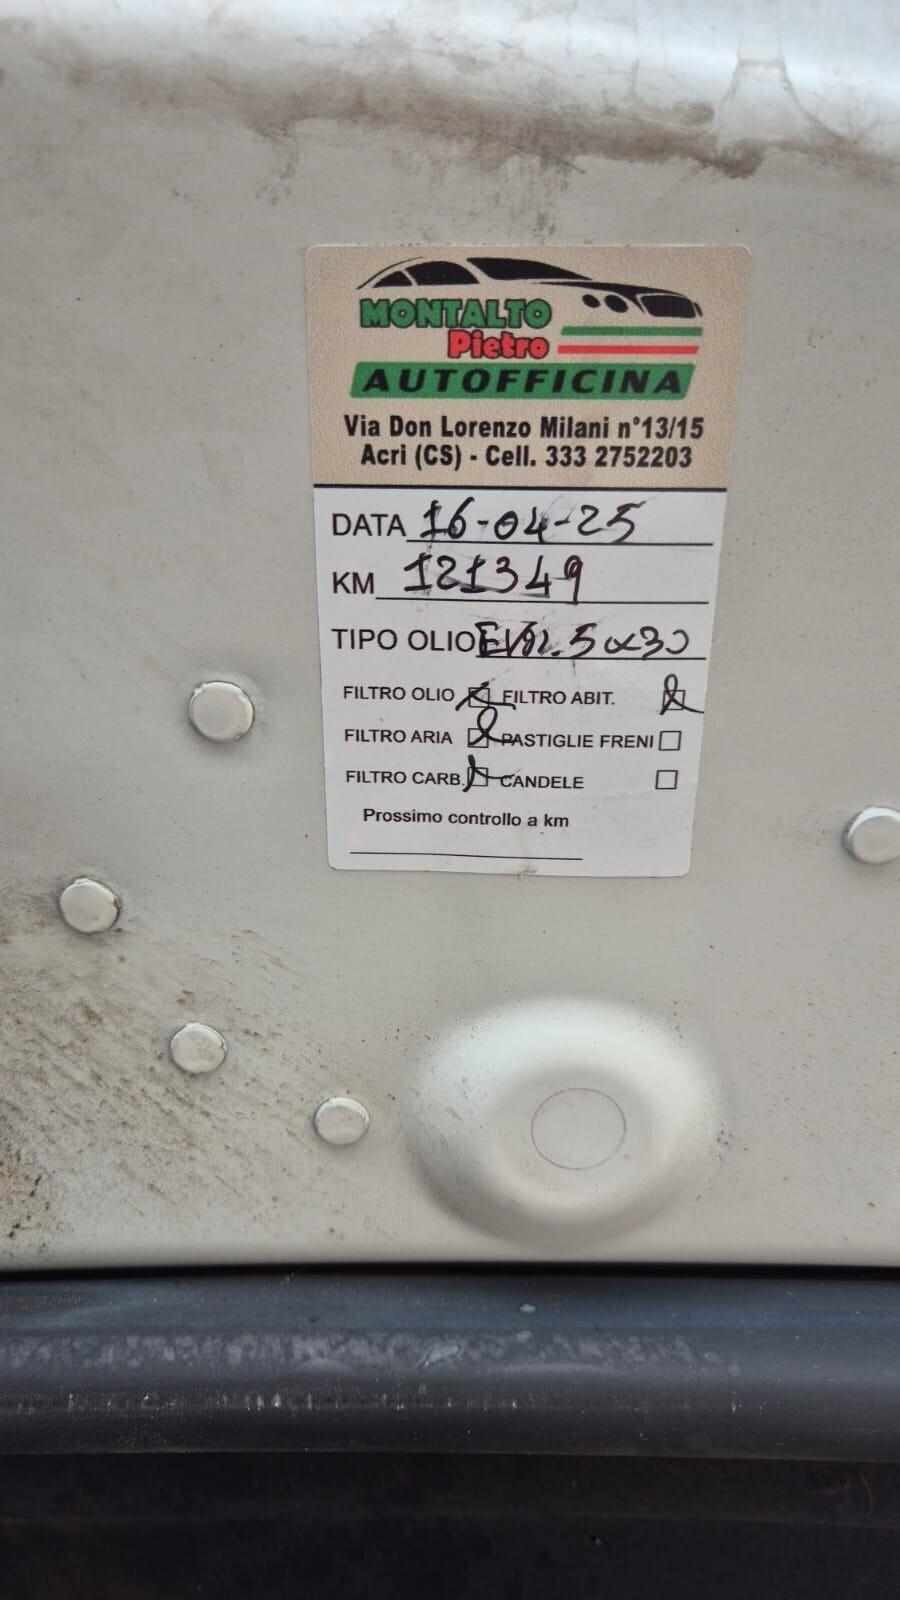 MONTALTO
Pietro
AUTOFFICINA
Via Don Lorenzo Milani n°13/15
Acri (CS) - Cell. 333 2752203
DATA 16-04-25
KM 121349
TIPO OLIO 5x30
FILTRO OLIO FILTRO ABIT.
FILTRO ARIA PASTIGLIE FRENI
FILTRO CARB. CANDELE
Prossimo controllo a km